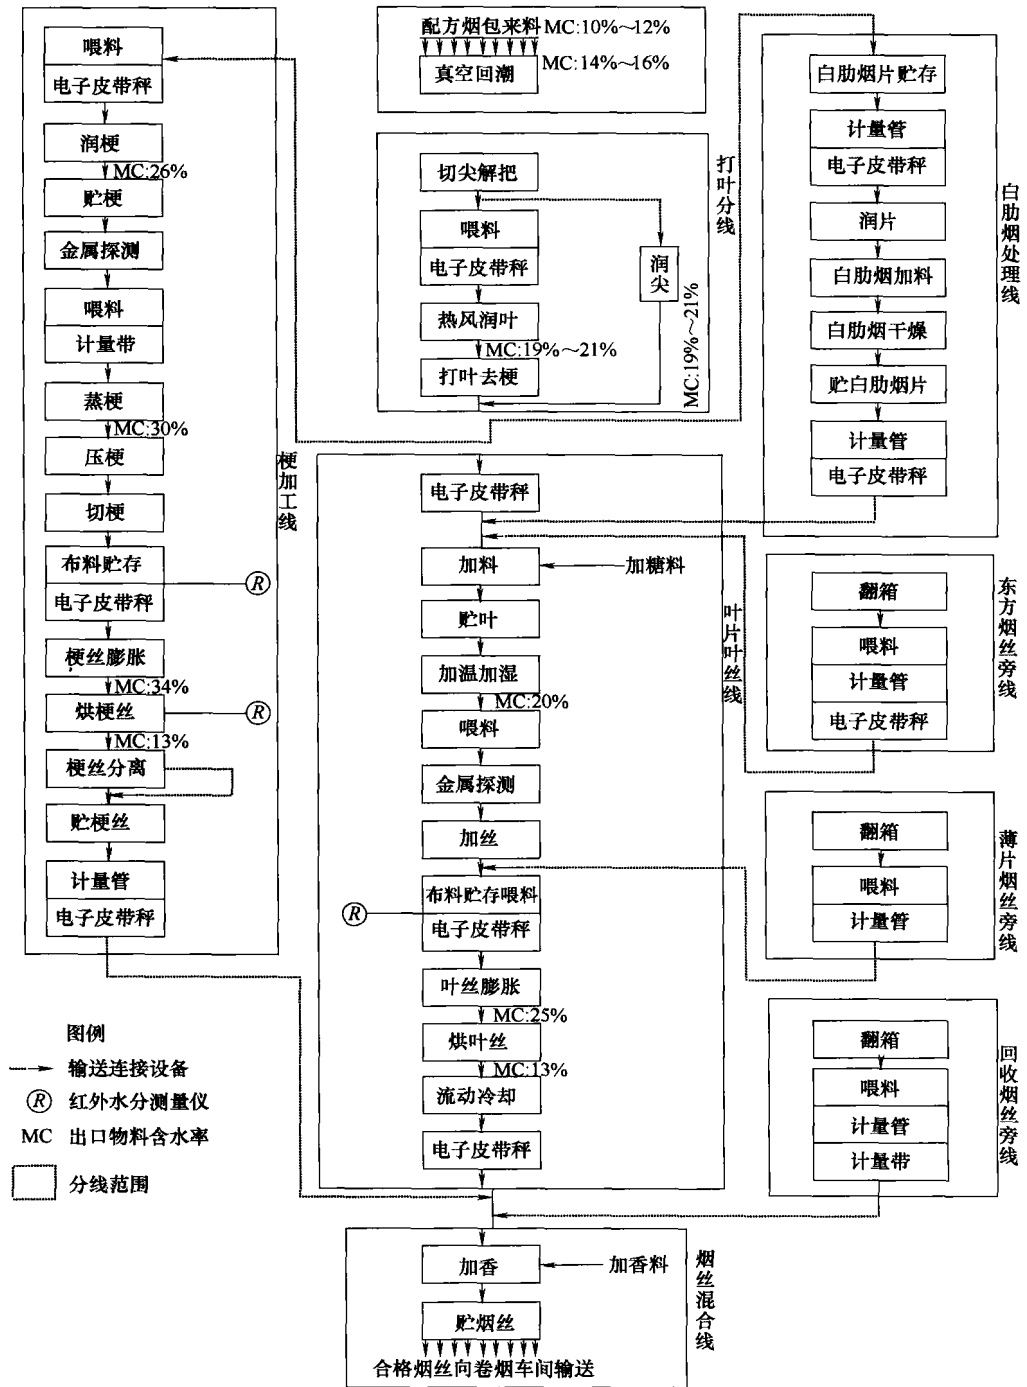 喂料
电子皮带秤
润梗
MC:26%
贮梗
金属探测
喂料
计量带
蒸梗
MC:30%
压梗
切梗
布料贮存
电子皮带秤
R
梗丝膨胀
MC:34%
烘梗丝
R
MC:13%
梗丝分离
贮梗丝
计量管
电子皮带秤
梗加工线
图例
输送连接设备
R 红外水分测量仪
MC 出口物料含水率
分线范围
配方烟包来料 MC:10%~12%
真空回潮
MC:14%~16%
切尖解把
喂料
电子皮带秤
润尖
热风润叶
MC:19%~21%
打叶去梗
MC:19%~21%
打叶分线
电子皮带秤
加料
加糖料
贮叶
加温加湿
MC:20%
喂料
金属探测
加丝
布料贮存喂料
电子皮带秤
R
叶丝膨胀
MC:25%
烘叶丝
MC:13%
流动冷却
电子皮带秤
叶片叶丝线
白肋烟片贮存
计量管
电子皮带秤
润片
白肋烟加料
白肋烟干燥
贮白肋烟片
计量管
电子皮带秤
白肋烟处理线
翻箱
喂料
计量管
电子皮带秤
东方烟丝旁线
翻箱
喂料
计量管
薄片烟丝旁线
翻箱
喂料
计量管
计量带
回收烟丝旁线
加香
加香料
贮烟丝
合格烟丝向卷烟车间输送
烟丝混合线